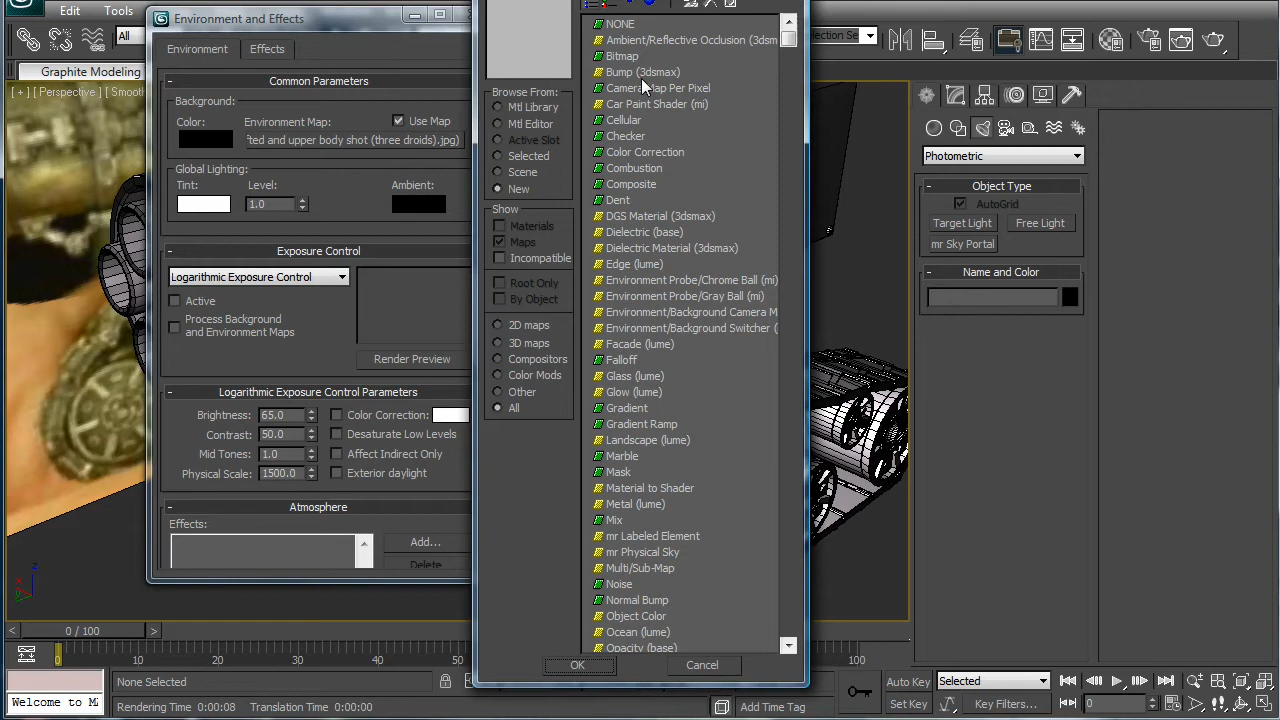 Edit
Tools
Environment and Effects
All
Selection Se
Graphite Modeling
[ + ] [ Perspective ] [ Smoot
Environment
Effects
Common Parameters
Background:
Color:
Environment Map:
Use Map
fted and upper body shot (three droids).jpg)
Global Lighting:
Tint:
Level:
Ambient:
1.0
Exposure Control
Logarithmic Exposure Control
Active
Process Background
and Environment Maps
Render Preview
Logarithmic Exposure Control Parameters
Brightness: 65.0
Color Correction:
Contrast: 50.0
Desaturate Low Levels
Mid Tones: 1.0
Affect Indirect Only
Physical Scale: 1500.0
Exterior daylight
Atmosphere
Effects:
Add...
Delete
Browse From:
Mtl Library
Mtl Editor
Active Slot
Selected
Scene
New
Show
Materials
Maps
Incompatible
Root Only
By Object
2D maps
3D maps
Compositors
Color Mods
Other
All
NONE
Ambient/Reflective Occlusion (3dsm
Bitmap
Bump (3dsmax)
Camera Map Per Pixel
Car Paint Shader (mi)
Cellular
Checker
Color Correction
Combustion
Composite
Dent
DGS Material (3dsmax)
Dielectric (base)
Dielectric Material (3dsmax)
Edge (lume)
Environment Probe/Chrome Ball (mi)
Environment Probe/Gray Ball (mi)
Environment/Background Camera M
Environment/Background Switcher (
Facade (lume)
Falloff
Glass (lume)
Glow (lume)
Gradient
Gradient Ramp
Landscape (lume)
Marble
Mask
Material to Shader
Metal (lume)
Mix
mr Labeled Element
mr Physical Sky
Multi/Sub-Map
Noise
Normal Bump
Object Color
Ocean (lume)
Opacity (base)
OK
Cancel
Photometric
Object Type
AutoGrid
Target Light
Free Light
mr Sky Portal
Name and Color
z
x
0 / 100
0
10
20
30
40
50
100
None Selected
Auto Key
Selected
Welcome to M
Rendering Time 0:00:08
Translation Time 0:00:00
Add Time Tag
Set Key
Key Filters...
0